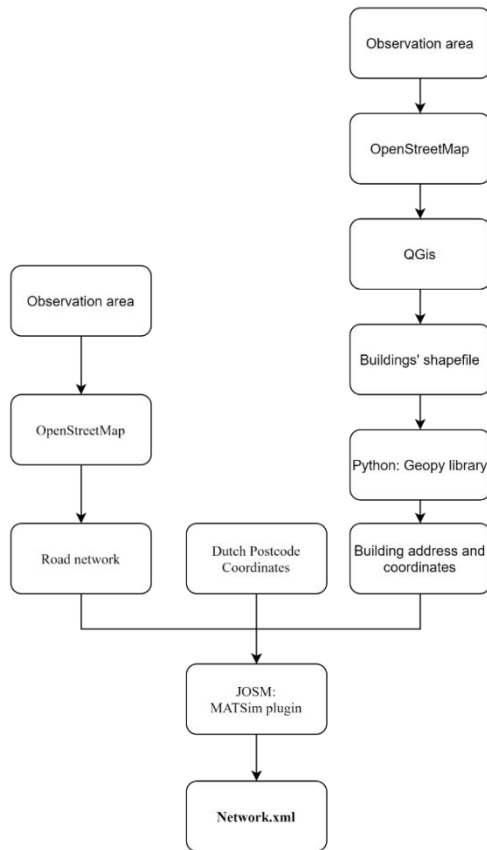 Observation area
OpenStreetMap
QGis
Observation area
Buildings' shapefile
OpenStreetMap
Python: Geopy library
Road network
Dutch Postcode
Coordinates
Building address and
coordinates
JOSM:
MATSim plugin
Network.xml